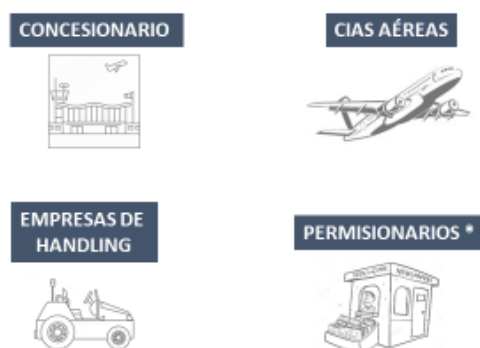 CONCESIONARIO
CIAS AÉREAS
EMPRESAS DE
HANDLING
PERMISIONARIOS *